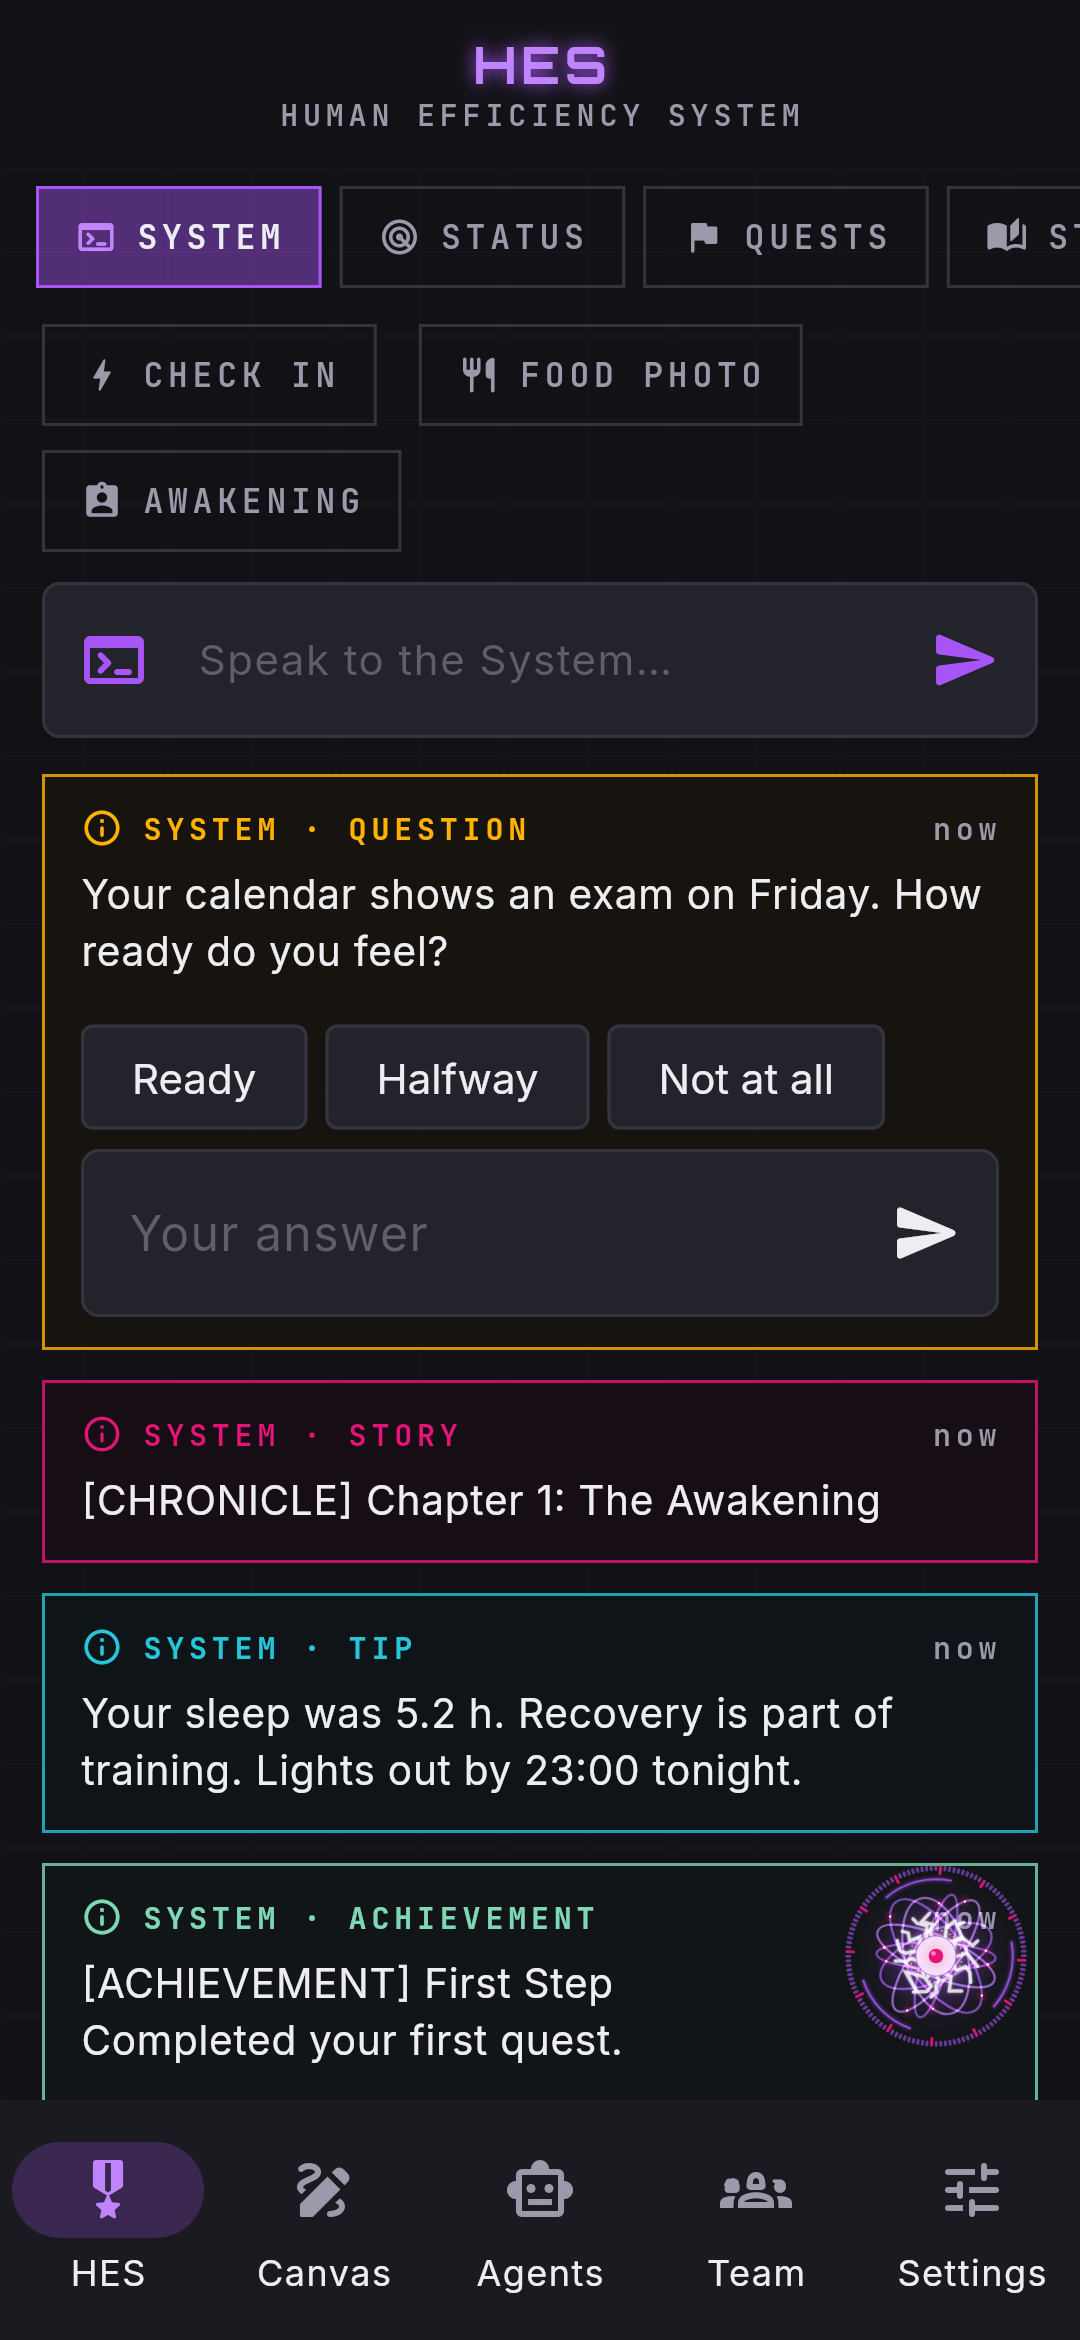 HES
HUMAN EFFICIENCY SYSTEM
SYSTEM
STATUS
QUESTS
CHECK IN
FOOD PHOTO
AWAKENING
Speak to the System...
SYSTEM · QUESTION
now
Your calendar shows an exam on Friday. How
ready do you feel?
Ready
Halfway
Not at all
Your answer
SYSTEM · STORY
now
[CHRONICLE] Chapter 1: The Awakening
SYSTEM · TIP
now
Your sleep was 5.2 h. Recovery is part of
training. Lights out by 23:00 tonight.
SYSTEM · ACHIEVEMENT
[ACHIEVEMENT] First Step
Completed your first quest.
HES
Canvas
Agents
Team
Settings